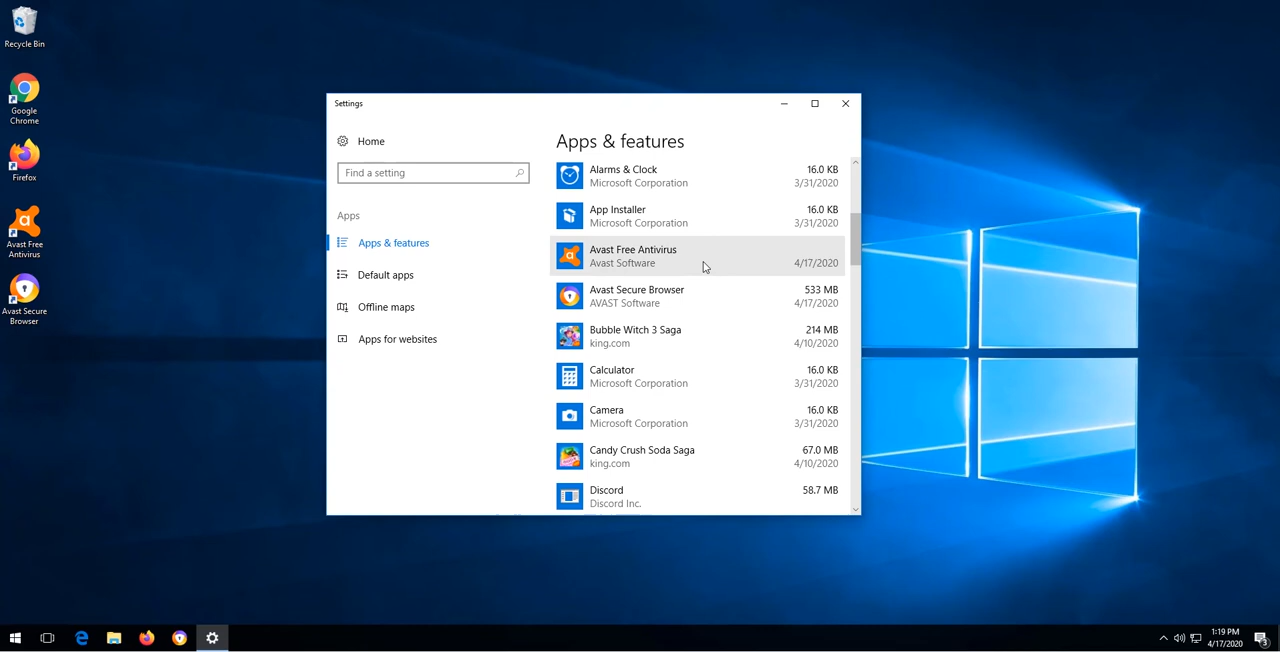 Recycle Bin
Google
Chrome
Firefox
Avast Free
Antivirus
Avast Secure
Browser
Settings
Home
Find a setting
Apps
Apps & features
Default apps
Offline maps
Apps for websites
Apps & features
Alarms & Clock 16.0 KB
Microsoft Corporation 3/31/2020
App Installer 16.0 KB
Microsoft Corporation 3/31/2020
Avast Free Antivirus
Avast Software 4/17/2020
Avast Secure Browser 533 MB
AVAST Software 4/17/2020
Bubble Witch 3 Saga 214 MB
king.com 4/10/2020
Calculator 16.0 KB
Microsoft Corporation 3/31/2020
Camera 16.0 KB
Microsoft Corporation 3/31/2020
Candy Crush Soda Saga 67.0 MB
king.com 4/10/2020
Discord 58.7 MB
Discord Inc.
1:19 PM
4/17/2020
3